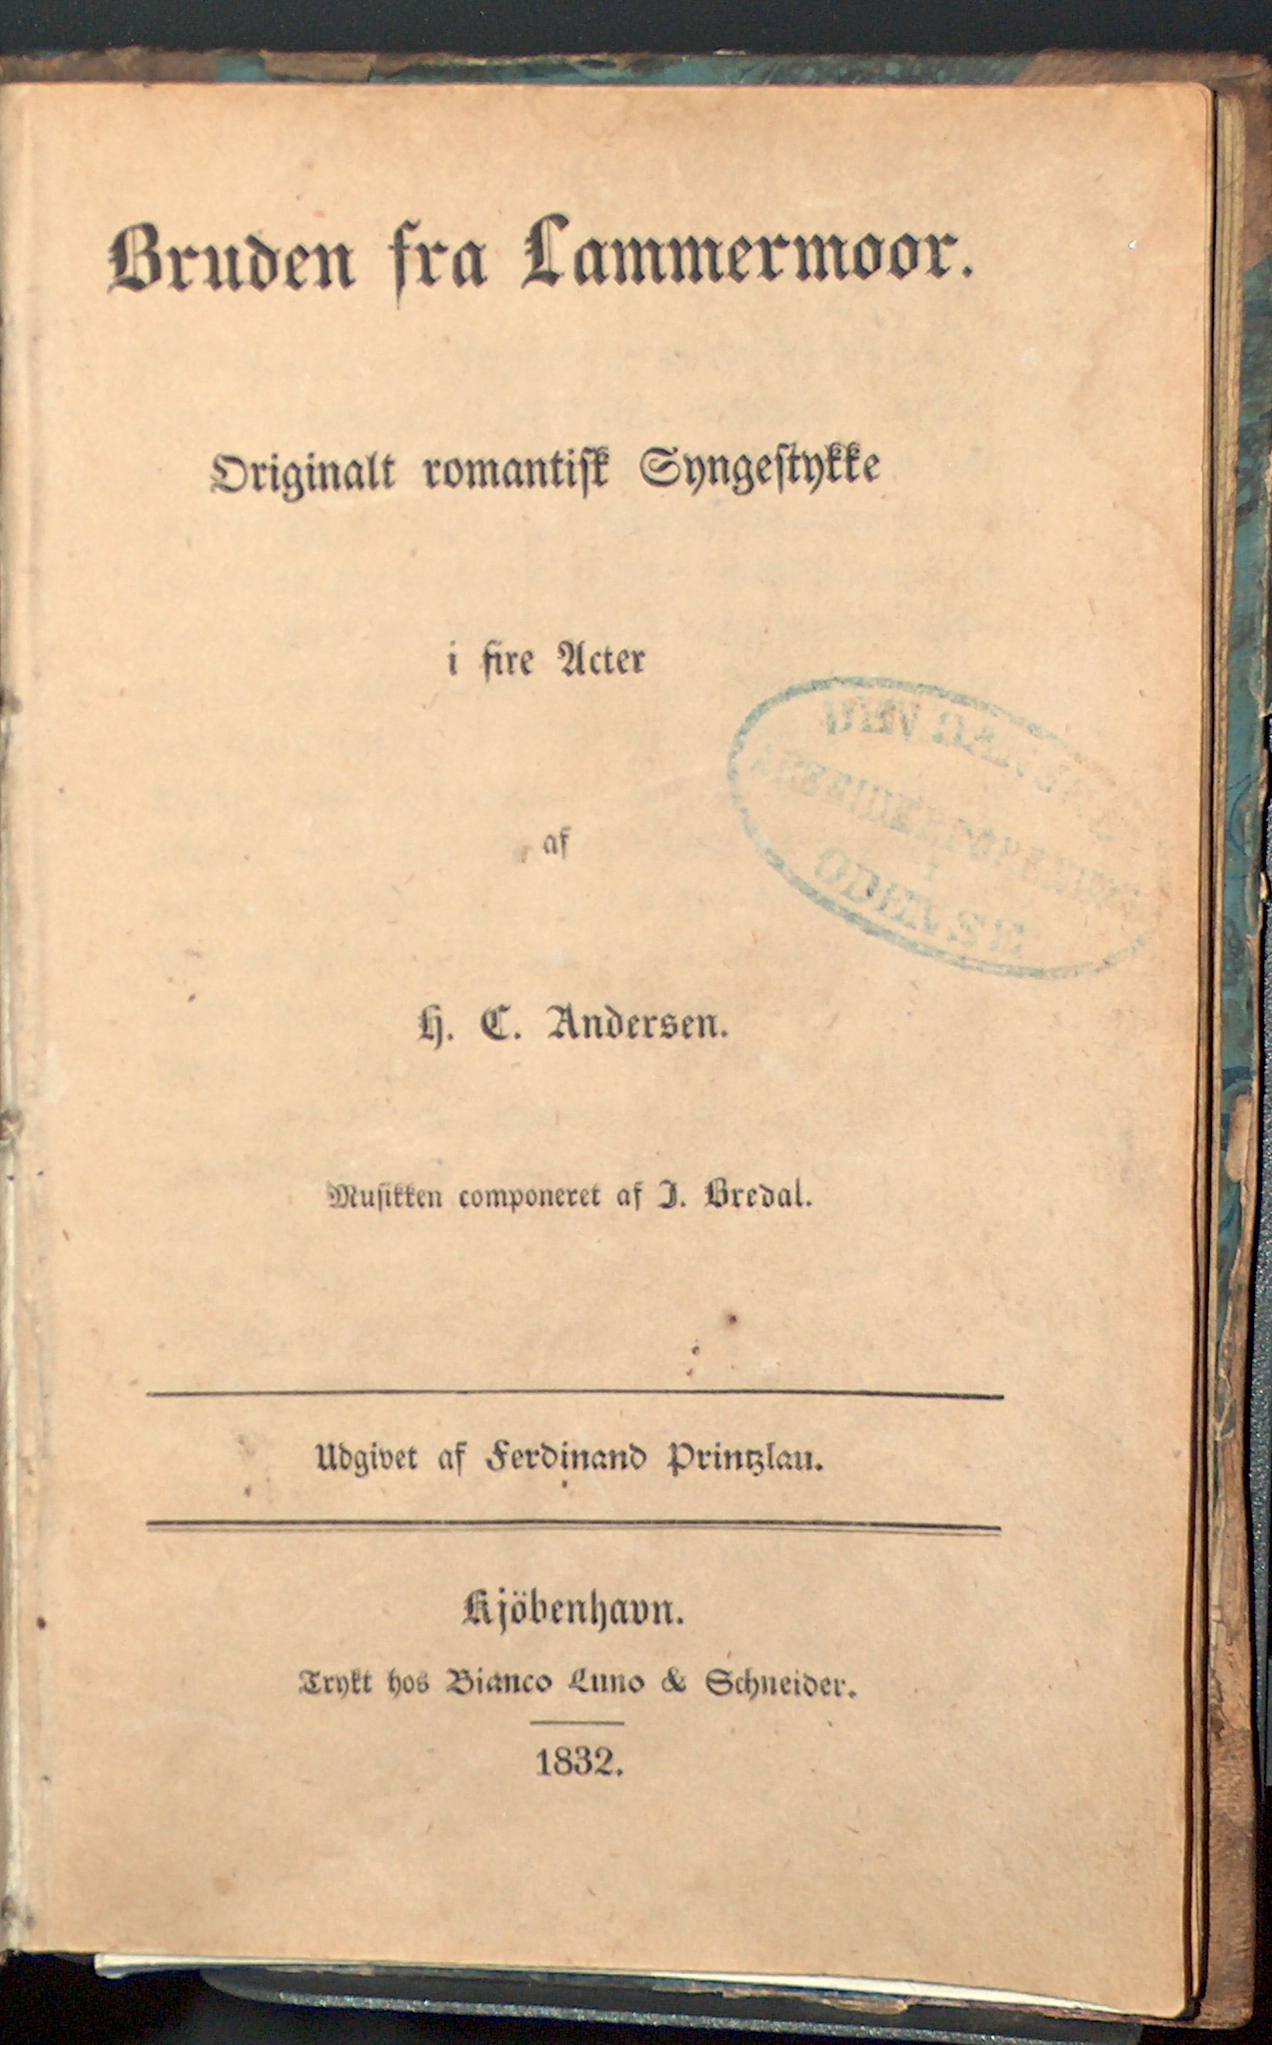 Bruden fra Lammermoor.
Originalt romantisk Syngestykke
i fire Acter
af
H. C. Andersen.
Musikken componeret af J. Bredal.
Udgivet af Ferdinand Printzlau.
Kjöbenhavn.
Trykt hos Bianco Luno & Schneider.
1832.
ODENSE